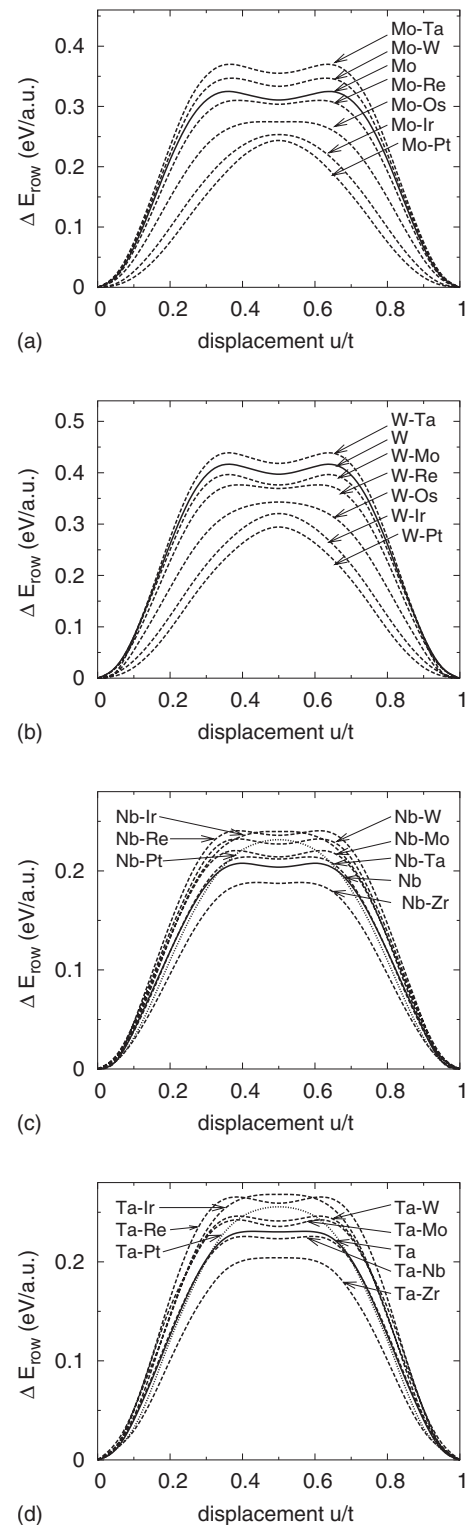 0.4
0.3
0.2
0.1
0
Δ E_row (eV/a.u.)
Mo-Ta
Mo-W
Mo
Mo-Re
Mo-Os
Mo-Ir
Mo-Pt
0 0.2 0.4 0.6 0.8 1
(a) displacement u/t
0.5
0.4
0.3
0.2
0.1
0
Δ E_row (eV/a.u.)
W-Ta
W
W-Mo
W-Re
W-Os
W-Ir
W-Pt
0 0.2 0.4 0.6 0.8 1
(b) displacement u/t
0.2
0.1
0
Δ E_row (eV/a.u.)
Nb-Ir
Nb-Re
Nb-Pt
Nb-W
Nb-Mo
Nb-Ta
Nb
Nb-Zr
0 0.2 0.4 0.6 0.8 1
(c) displacement u/t
0.2
0.1
0
Δ E_row (eV/a.u.)
Ta-Ir
Ta-Re
Ta-Pt
Ta-W
Ta-Mo
Ta
Ta-Nb
Ta-Zr
0 0.2 0.4 0.6 0.8 1
(d) displacement u/t